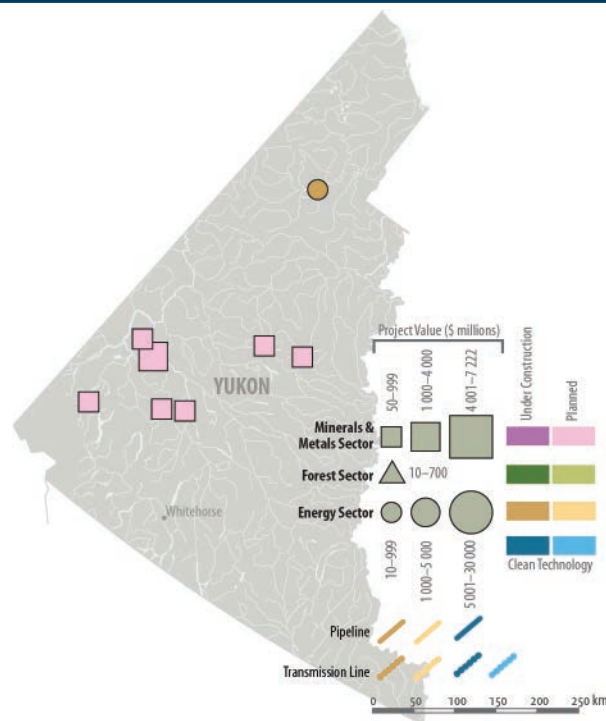 Project Value ($ millions)
50–999
1 000–4 000
4 001–7 222
Under Construction
Planned
YUKON
Minerals &
Metals Sector
Forest Sector
10–700
Energy Sector
Whitehorse
10–999
1 000–5 000
5 001–30 000
Clean Technology
Pipeline
Transmission Line
0 50 100 150 200 250 km